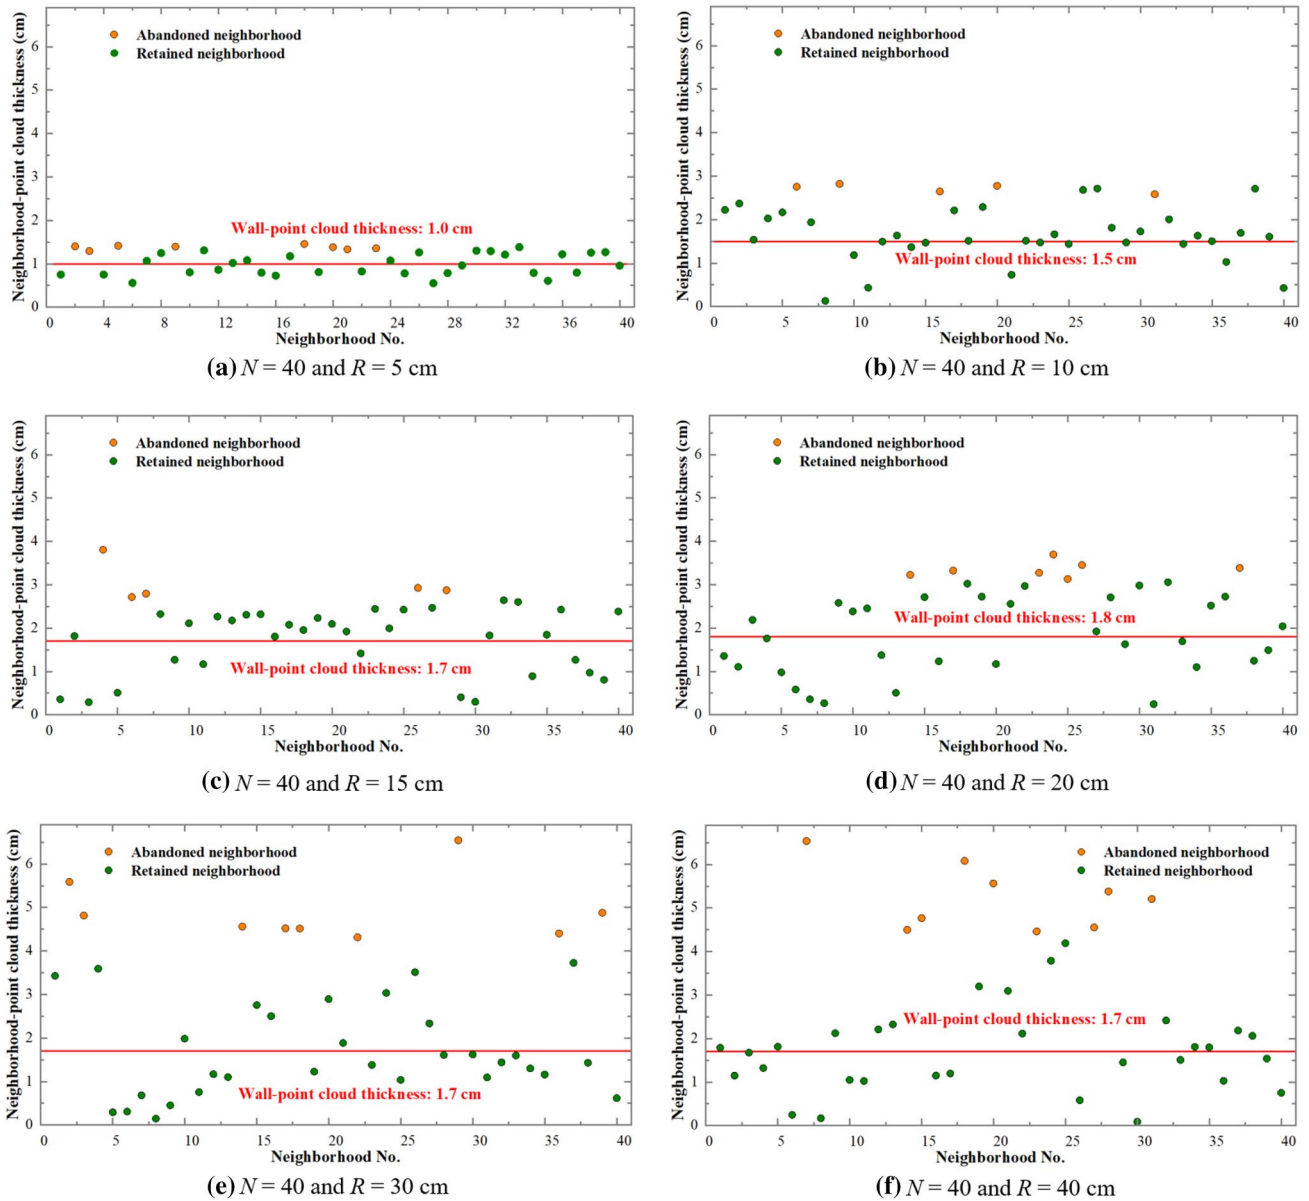 Neighborhood-point cloud thickness (cm)
6
5
4
3
2
1
0
Abandoned neighborhood
Retained neighborhood
Wall-point cloud thickness: 1.0 cm
0 4 8 12 16 20 24 28 32 36 40
Neighborhood No.
(a) N = 40 and R = 5 cm
Neighborhood-point cloud thickness (cm)
6
5
4
3
2
1
0
Abandoned neighborhood
Retained neighborhood
Wall-point cloud thickness: 1.5 cm
0 5 10 15 20 25 30 35 40
Neighborhood No.
(b) N = 40 and R = 10 cm
Neighborhood-point cloud thickness (cm)
6
5
4
3
2
1
0
Abandoned neighborhood
Retained neighborhood
Wall-point cloud thickness: 1.7 cm
0 5 10 15 20 25 30 35 40
Neighborhood No.
(c) N = 40 and R = 15 cm
Neighborhood-point cloud thickness (cm)
6
5
4
3
2
1
0
Abandoned neighborhood
Retained neighborhood
Wall-point cloud thickness: 1.8 cm
0 5 10 15 20 25 30 35 40
Neighborhood No.
(d) N = 40 and R = 20 cm
Neighborhood-point cloud thickness (cm)
6
5
4
3
2
1
0
Abandoned neighborhood
Retained neighborhood
Wall-point cloud thickness: 1.7 cm
5 10 15 20 25 30 35 40
Neighborhood No.
(e) N = 40 and R = 30 cm
Neighborhood-point cloud thickness (cm)
6
5
4
3
2
1
0
Abandoned neighborhood
Retained neighborhood
Wall-point cloud thickness: 1.7 cm
0 5 10 15 20 25 30 35 40
Neighborhood No.
(f) N = 40 and R = 40 cm